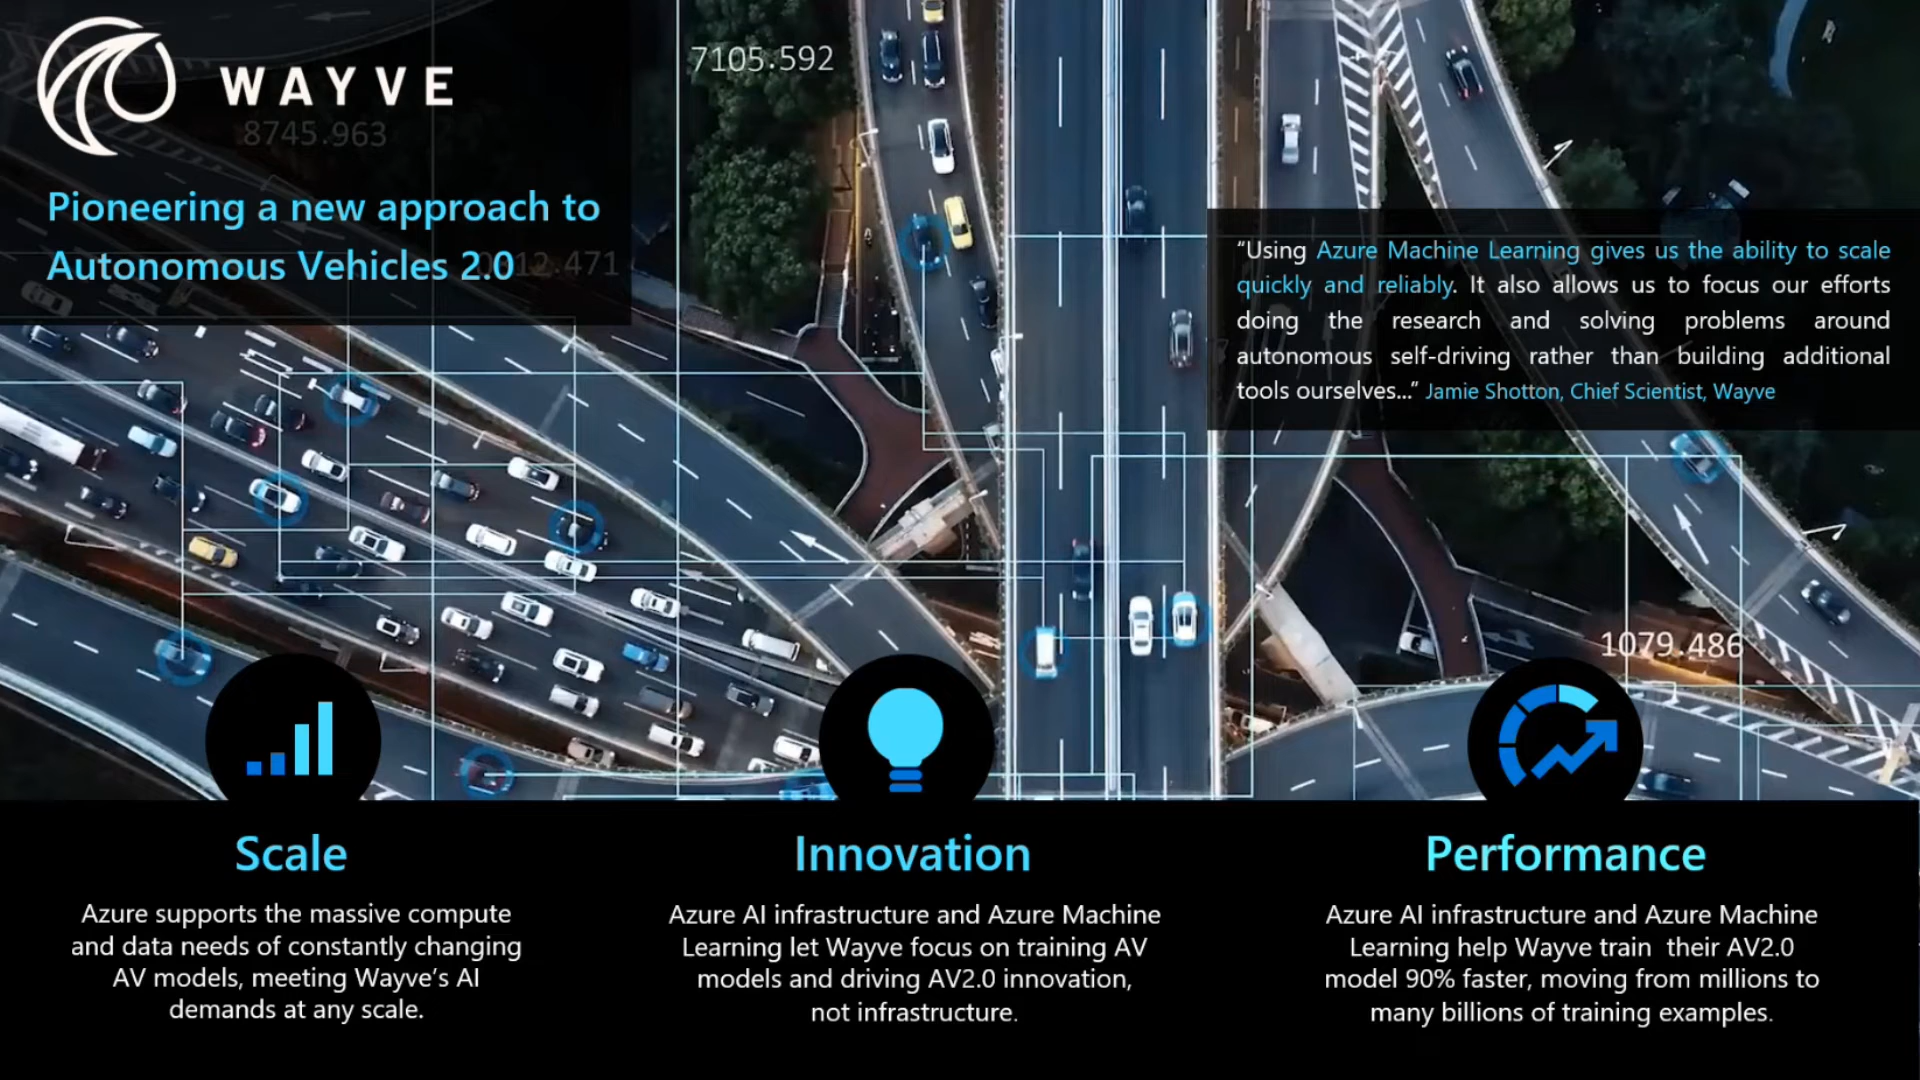 WAYVE
7105.592
8745.963
Pioneering a new approach to
Autonomous Vehicles 2.0
12.471
“Using Azure Machine Learning gives us the ability to scale
quickly and reliably. It also allows us to focus our efforts
doing the research and solving problems around
autonomous self-driving rather than building additional
tools ourselves...” Jamie Shotton, Chief Scientist, Wayve
1079.486
Scale
Azure supports the massive compute
and data needs of constantly changing
AV models, meeting Wayve’s AI
demands at any scale.
Innovation
Azure AI infrastructure and Azure Machine
Learning let Wayve focus on training AV
models and driving AV2.0 innovation,
not infrastructure.
Performance
Azure AI infrastructure and Azure Machine
Learning help Wayve train  their AV2.0
model 90% faster, moving from millions to
many billions of training examples.